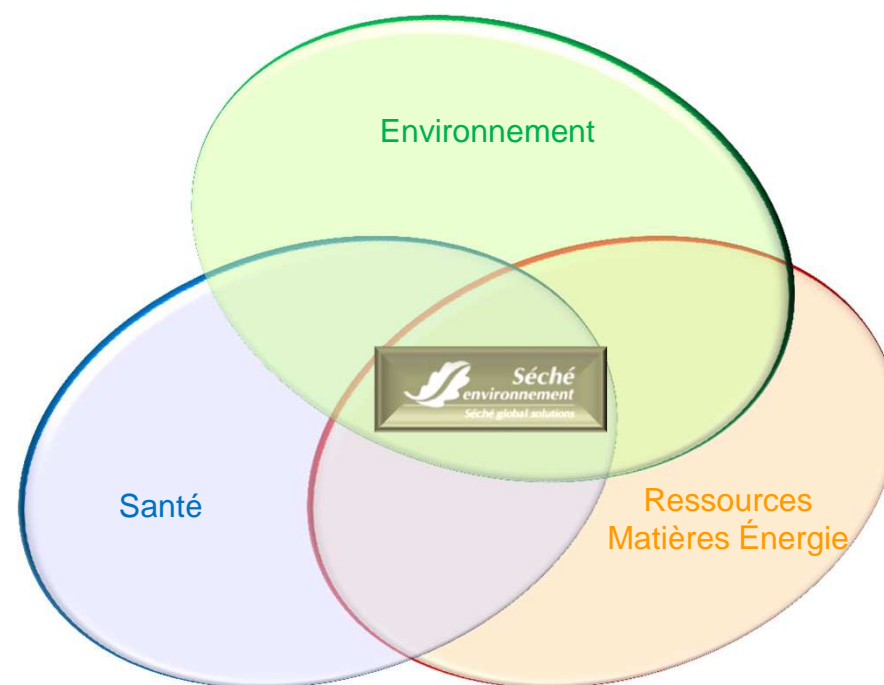 Environnement
Séché
environnement
Séché global solutions
Santé
Ressources
Matières Énergie